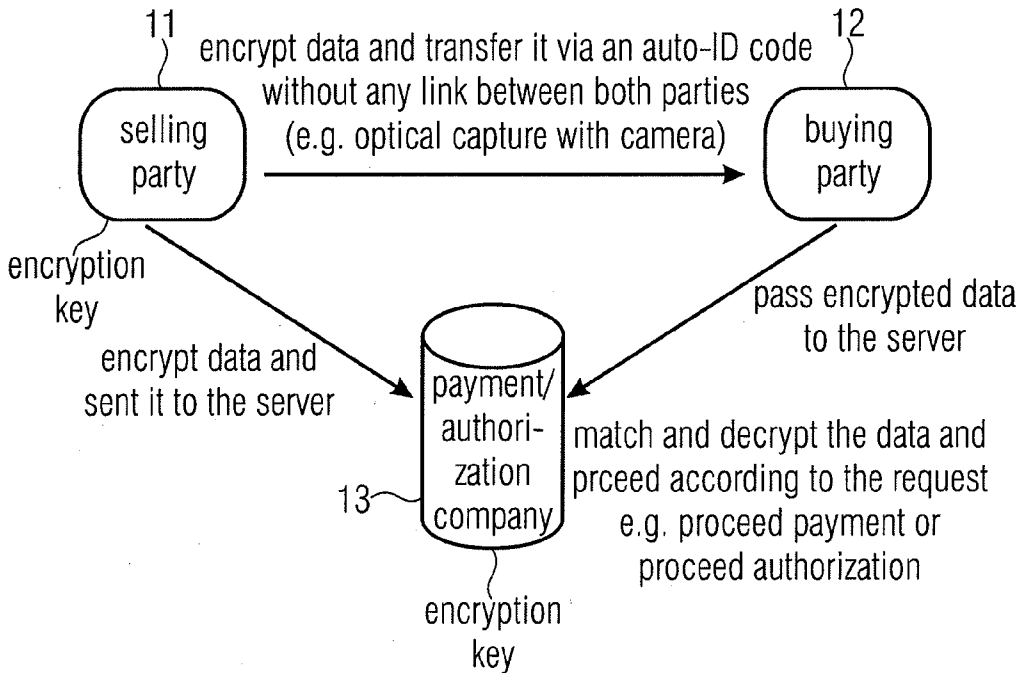 11
encrypt data and transfer it via an auto-ID code
without any link between both parties
(e.g. optical capture with camera)
12
selling
party
buying
party
encryption
key
encrypt data and
sent it to the server
pass encrypted data
to the server
payment/
authori-
zation
company
13
match and decrypt the data and
prceed according to the request
e.g. proceed payment or
proceed authorization
encryption
key